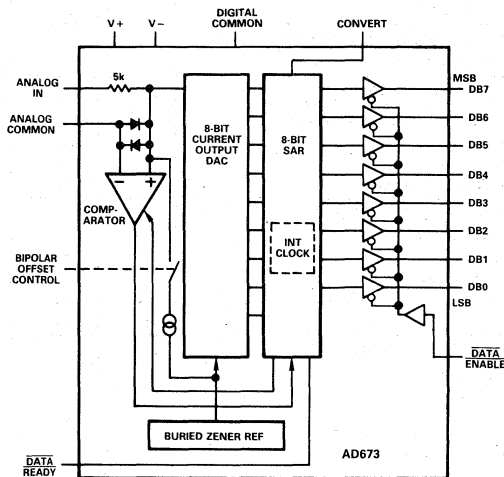 V+ V−
DIGITAL
COMMON
CONVERT
ANALOG
IN
5k
ANALOG
COMMON
8-BIT
CURRENT
OUTPUT
DAC
8-BIT
SAR
INT
CLOCK
− +
COMP-
ARATOR
BIPOLAR
OFFSET
CONTROL
MSB
DB7
DB6
DB5
DB4
DB3
DB2
DB1
DB0
LSB
DATA
ENABLE
BURIED ZENER REF
AD673
DATA
READY